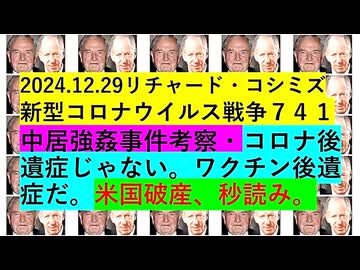 2024.12.29リチャード・コシミズ
新型コロナウイルス戦争７４１
中居強姦事件考察・コロナ後
遺症じゃない。ワクチン後遺
症だ。米国破産、秒読み。